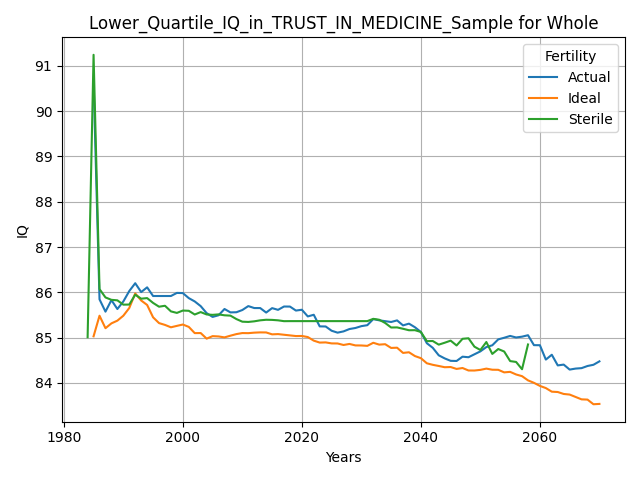 Lower_Quartile_IQ_in_TRUST_IN_MEDICINE_Sample for Whole
Fertility
Actual
Ideal
Sterile
91
90
89
88
87
86
85
84
IQ
1980
2000
2020
2040
2060
Years